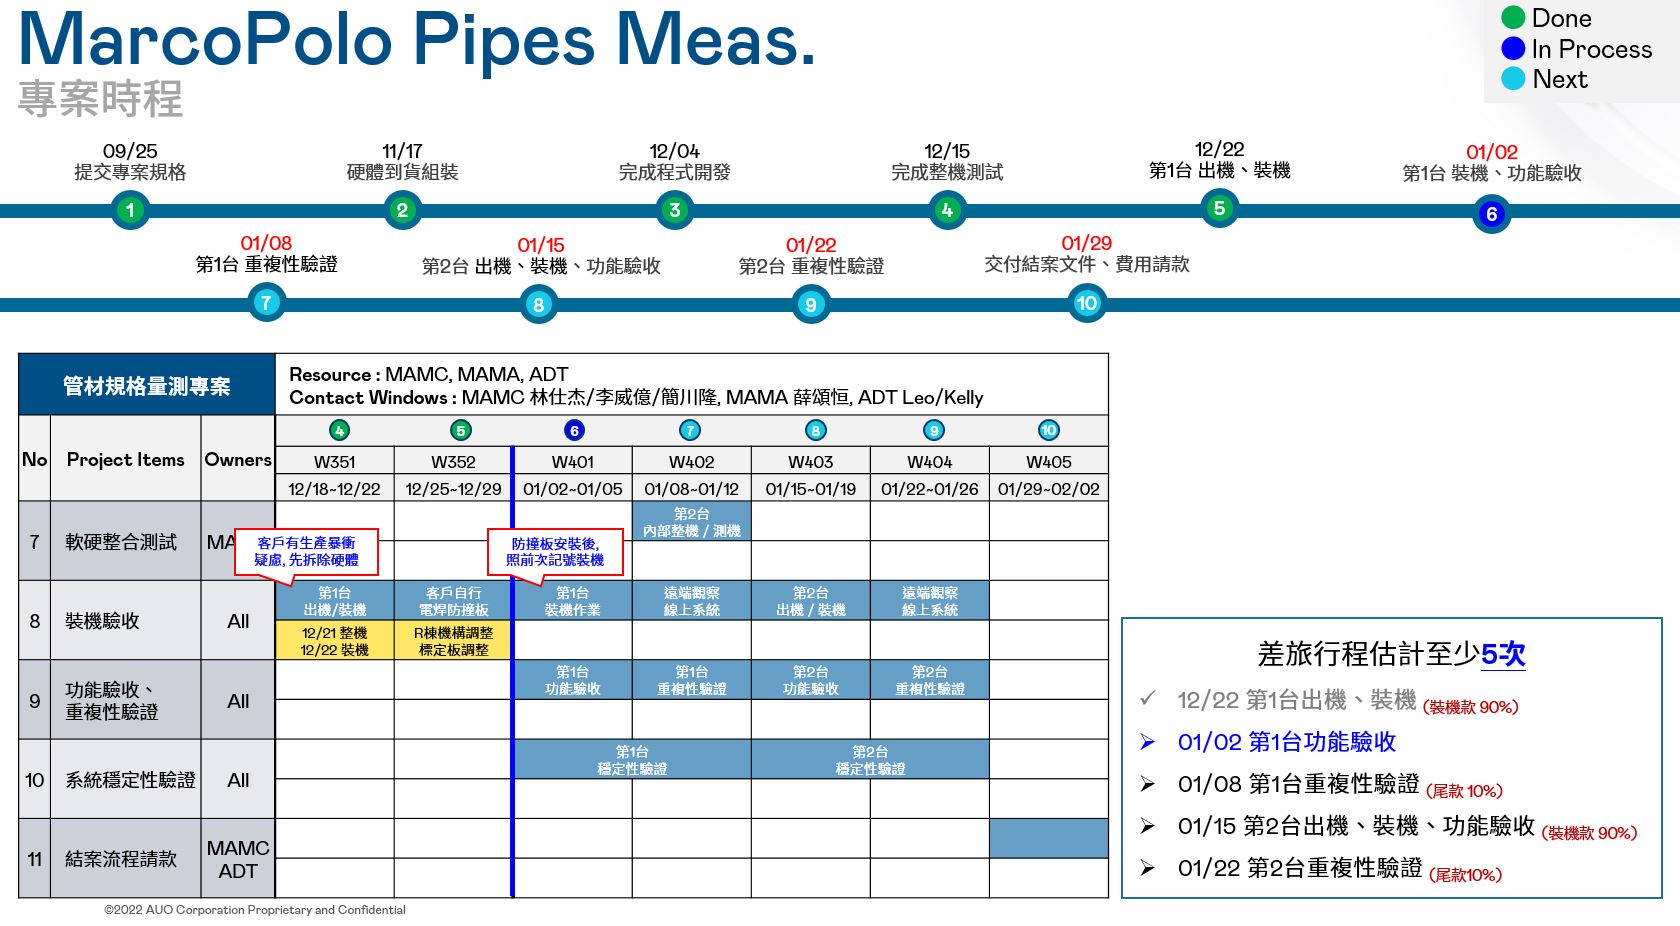 MarcoPolo Pipes Meas.
專案時程
Done
In Process
Next
09/25
提交專案規格
1
11/17
硬體到貨組裝
2
12/04
完成程式開發
3
12/15
完成整機測試
4
12/22
第1台 出機、裝機
5
01/02
第1台 裝機、功能驗收
6
01/08
第1台 重複性驗證
7
01/15
第2台 出機、裝機、功能驗收
8
01/22
第2台 重複性驗證
9
01/29
交付結案文件、費用請款
10
管材規格量測專案
Resource : MAMC, MAMA, ADT
Contact Windows : MAMC 林仕杰/李威億/簡川隆, MAMA 薛頌恒, ADT Leo/Kelly
No Project Items Owners
4 5 6 7 8 9 10
W351 W352 W401 W402 W403 W404 W405
12/18~12/22 12/25~12/29 01/02~01/05 01/08~01/12 01/15~01/19 01/22~01/26 01/29~02/02
7 軟硬整合測試
第2台
內部整機 / 測機
客戶有生產暴衝
疑慮, 先拆除硬體
防撞板安裝後,
照前次記號裝機
8 裝機驗收 All
第1台
出機/裝機
客戶自行
電焊防撞板
第1台
裝機作業
遠端觀察
線上系統
第2台
出機 / 裝機
遠端觀察
線上系統
12/21 整機
12/22 裝機
R棟機構調整
標定板調整
9 功能驗收、
重複性驗證
All
第1台
功能驗收
第1台
重複性驗證
第2台
功能驗收
第2台
重複性驗證
10 系統穩定性驗證 All
第1台
穩定性驗證
第2台
穩定性驗證
11 結案流程請款
MAMC
ADT
差旅行程估計至少5次
12/22 第1台出機、裝機 (裝機款 90%)
01/02 第1台功能驗收
01/08 第1台重複性驗證 (尾款 10%)
01/15 第2台出機、裝機、功能驗收 (裝機款 90%)
01/22 第2台重複性驗證 (尾款10%)
©2022 AUO Corporation Proprietary and Confidential